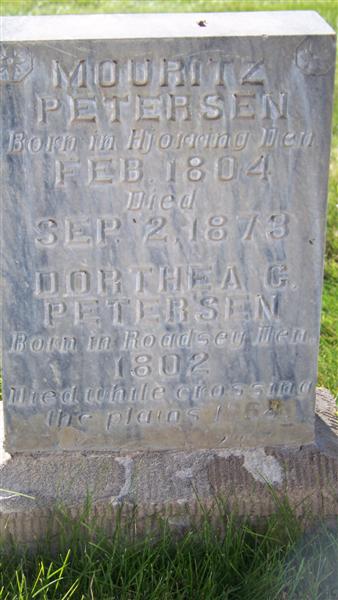 MOURITZ
PETERSEN
Born in Hjorring Den
FEB. 1804
Died
SEP. 2, 1873
DORTHEA C.
PETERSEN
Born in Roadsey Den.
1802
Died while crossing
the plains 1864